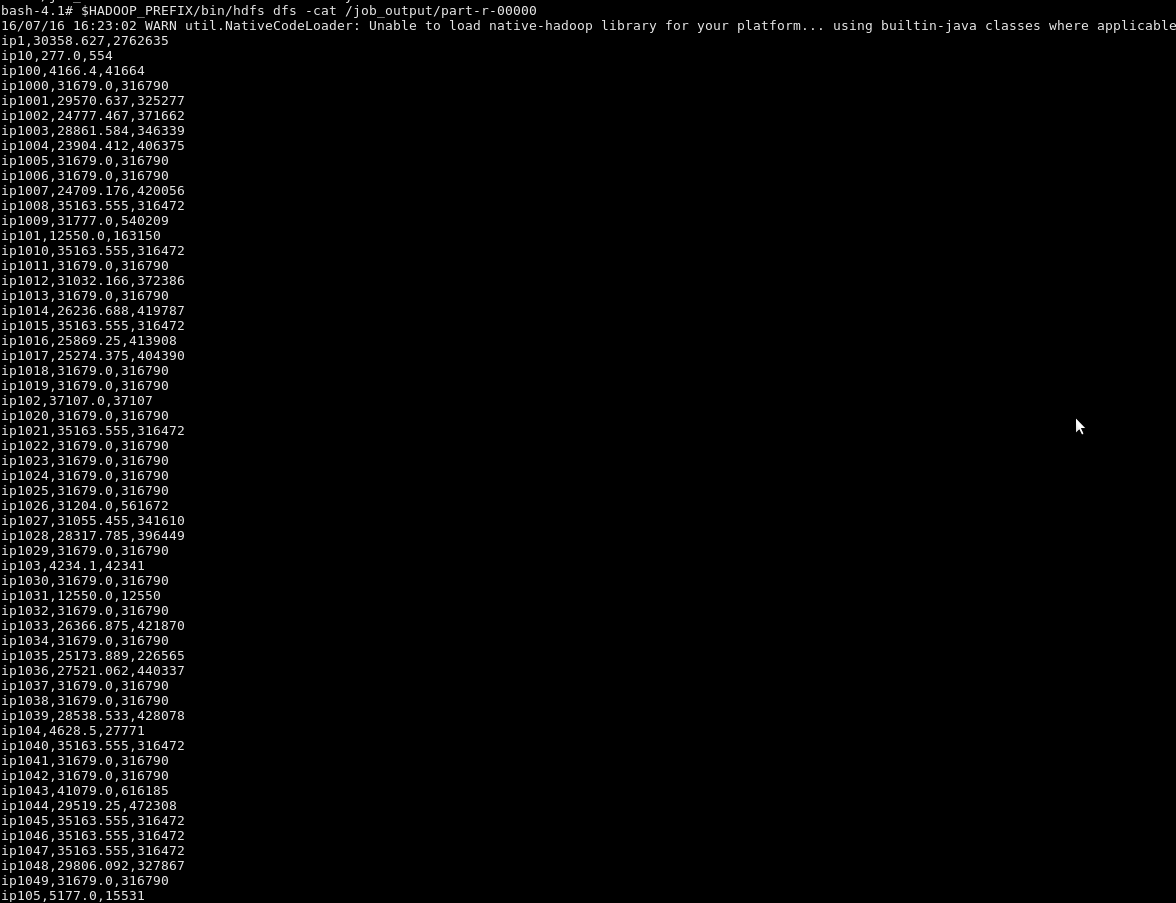 bash-4.1# $HADOOP_PREFIX/bin/hdfs dfs -cat /job_output/part-r-00000
16/07/16 16:23:02 WARN util.NativeCodeLoader: Unable to load native-hadoop library for your platform... using builtin-java classes where applicable
ip1,30358.627,2762635
ip10,277.0,554
ip100,4166.4,41664
ip1000,31679.0,316790
ip1001,29570.637,325277
ip1002,24777.467,371662
ip1003,28861.584,346339
ip1004,23904.412,406375
ip1005,31679.0,316790
ip1006,31679.0,316790
ip1007,24709.176,420056
ip1008,35163.555,316472
ip1009,31777.0,540209
ip101,12550.0,163150
ip1010,35163.555,316472
ip1011,31679.0,316790
ip1012,31032.166,372386
ip1013,31679.0,316790
ip1014,26236.688,419787
ip1015,35163.555,316472
ip1016,25869.25,413908
ip1017,25274.375,404390
ip1018,31679.0,316790
ip1019,31679.0,316790
ip102,37107.0,37107
ip1020,31679.0,316790
ip1021,35163.555,316472
ip1022,31679.0,316790
ip1023,31679.0,316790
ip1024,31679.0,316790
ip1025,31679.0,316790
ip1026,31204.0,561672
ip1027,31055.455,341610
ip1028,28317.785,396449
ip1029,31679.0,316790
ip103,4234.1,42341
ip1030,31679.0,316790
ip1031,12550.0,12550
ip1032,31679.0,316790
ip1033,26366.875,421870
ip1034,31679.0,316790
ip1035,25173.889,226565
ip1036,27521.062,440337
ip1037,31679.0,316790
ip1038,31679.0,316790
ip1039,28538.533,428078
ip104,4628.5,27771
ip1040,35163.555,316472
ip1041,31679.0,316790
ip1042,31679.0,316790
ip1043,41079.0,616185
ip1044,29519.25,472308
ip1045,35163.555,316472
ip1046,35163.555,316472
ip1047,35163.555,316472
ip1048,29806.092,327867
ip1049,31679.0,316790
ip105,5177.0,15531